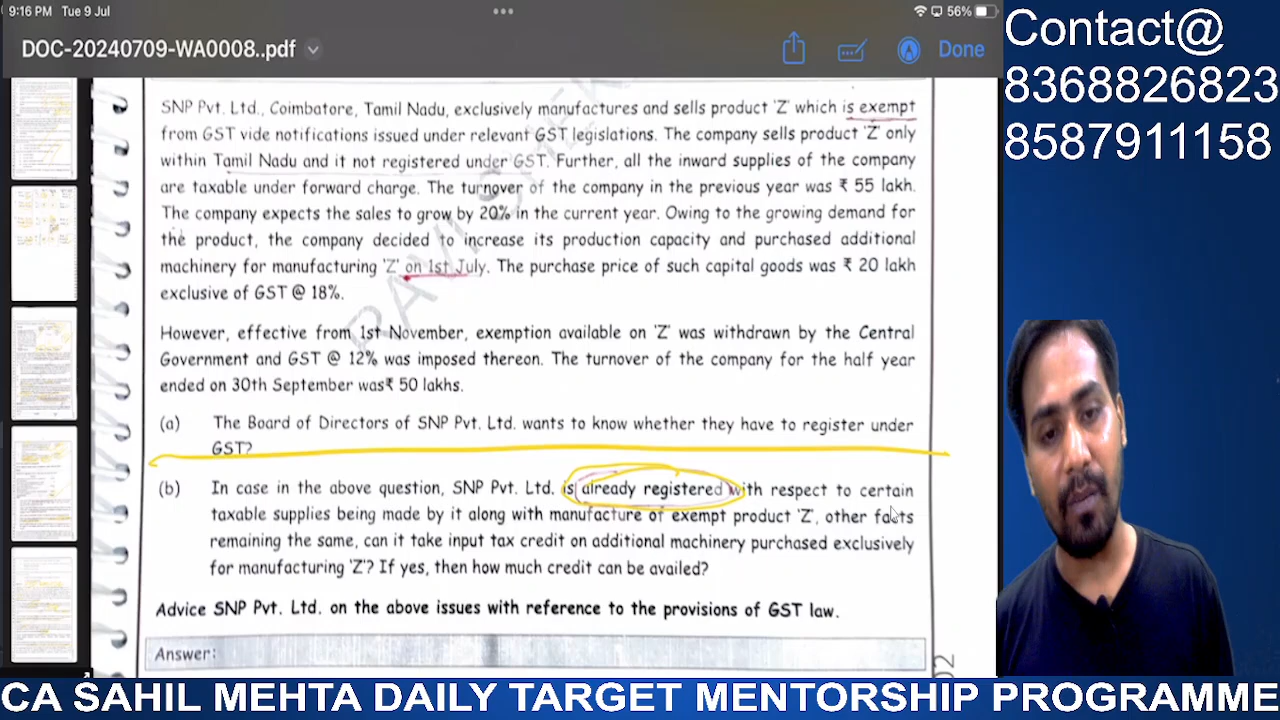 9:16 PM Tue 9 Jul
56%
DOC-20240709-WA0008..pdf
Done
Contact@
8368826823
8587911158
SNP Pvt. Ltd., Coimbatore, Tamil Nadu, exclusively manufactures and sells product 'Z' which is exempt
from GST vide notifications issued under relevant GST legislations. The company sells product 'Z' only
within Tamil Nadu and it not registered under GST. Further, all the inward supplies of the company
are taxable under forward charge. The turnover of the company in the previous year was ₹ 55 lakh.
The company expects the sales to grow by 20% in the current year. Owing to the growing demand for
the product, the company decided to increase its production capacity and purchased additional
machinery for manufacturing 'Z' on 1st July. The purchase price of such capital goods was ₹ 20 lakh
exclusive of GST @ 18%.
However, effective from 1st November, exemption available on 'Z' was withdrawn by the Central
Government and GST @ 12% was imposed thereon. The turnover of the company for the half year
ended on 30th September was₹ 50 lakhs.
(a) The Board of Directors of SNP Pvt. Ltd. wants to know whether they have to register under
GST?
(b) In case in the above question, SNP Pvt. Ltd. is already registered with respect to certain
taxable supplies being made by it along with manufacture of exempt product 'Z', other facts
remaining the same, can it take input tax credit on additional machinery purchased exclusively
for manufacturing 'Z'? If yes, then how much credit can be availed?
Advice SNP Pvt. Ltd. on the above issues with reference to the provisions of GST law.
Answer:
CA SAHIL MEHTA DAILY TARGET MENTORSHIP PROGRAMME